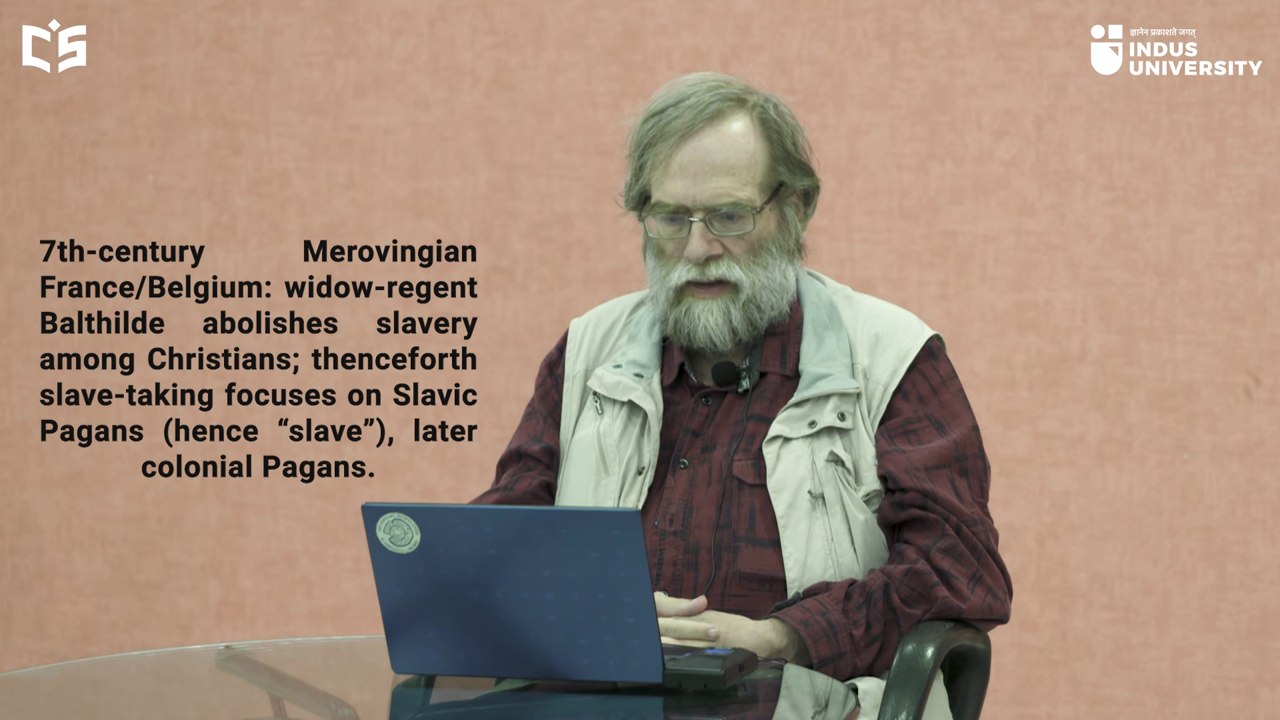 CIS
ज्ञानेन प्रकाशते जगत्
INDUS
UNIVERSITY
7th-century Merovingian
France/Belgium: widow-regent
Balthilde abolishes slavery
among Christians; thenceforth
slave-taking focuses on Slavic
Pagans (hence “slave”), later
colonial Pagans.